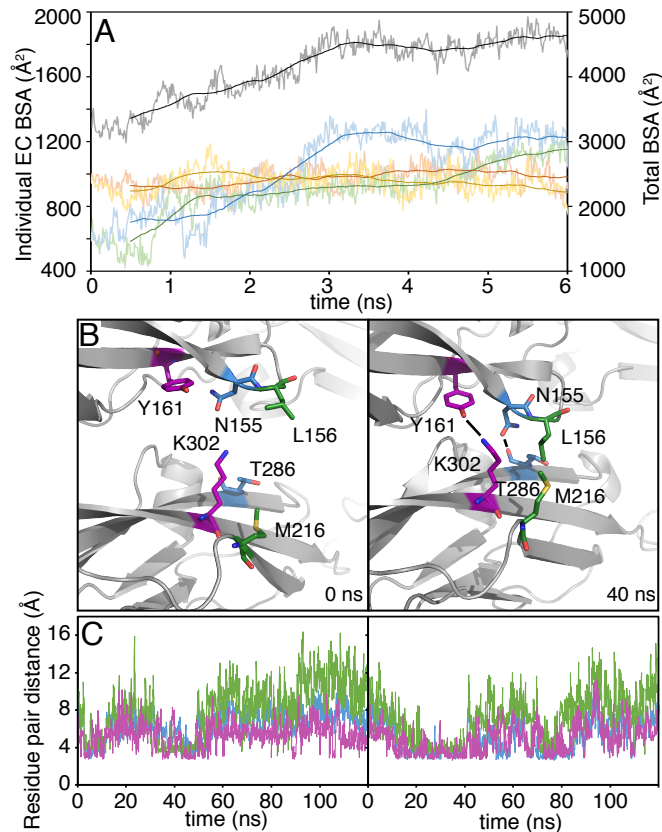 A
Individual EC BSA (Å²)
2000
1600
1200
800
400
5000
4000
3000
2000
1000
Total BSA (Å²)
0 1 2 3 4 5 6
time (ns)
B
Y161
N155
L156
K302
T286
M216
0 ns
N155
Y161
L156
K302
T286
M216
40 ns
C
Residue pair distance (Å)
16
12
8
4
0
0 20 40 60 80 100 0 20 40 60 80 100
time (ns) time (ns)